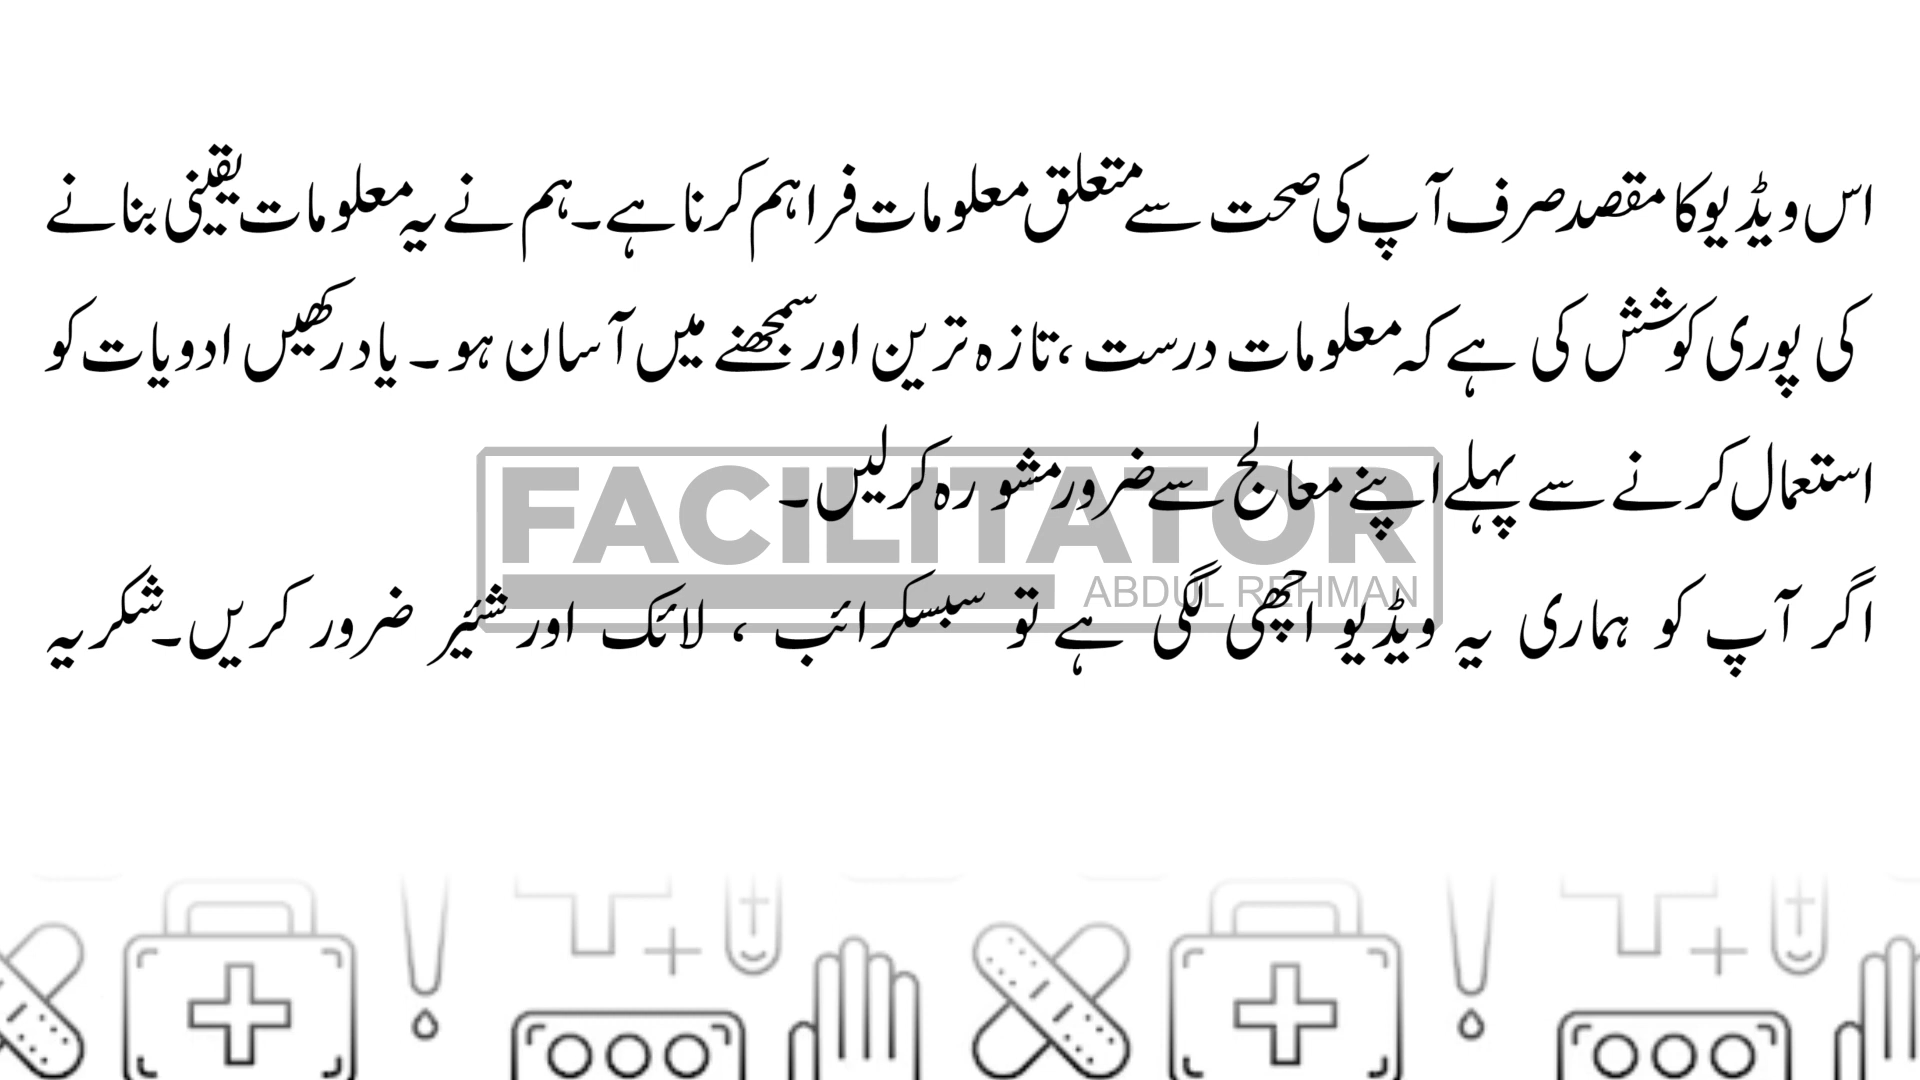 اس ویڈیو کا مقصد صرف آپ کی صحت سے متعلق معلومات فراہم کرنا ہے۔ ہم نے یہ معلومات یقینی بنانے
کی پوری کوشش کی ہے کہ معلومات درست ، تازہ ترین اور سمجھنے میں آسان ہو ۔ یاد رکھیں ادویات کو
استعمال کرنے سے پہلے اپنے معالج سے ضرور مشورہ کر لیں۔
اگر آپ کو ہماری یہ ویڈیو اچھی لگی ہے تو سبسکرائب ، لائک اور شئیر ضرور کریں۔ شکریہ
FACILITATOR
ABDUL REHMAN